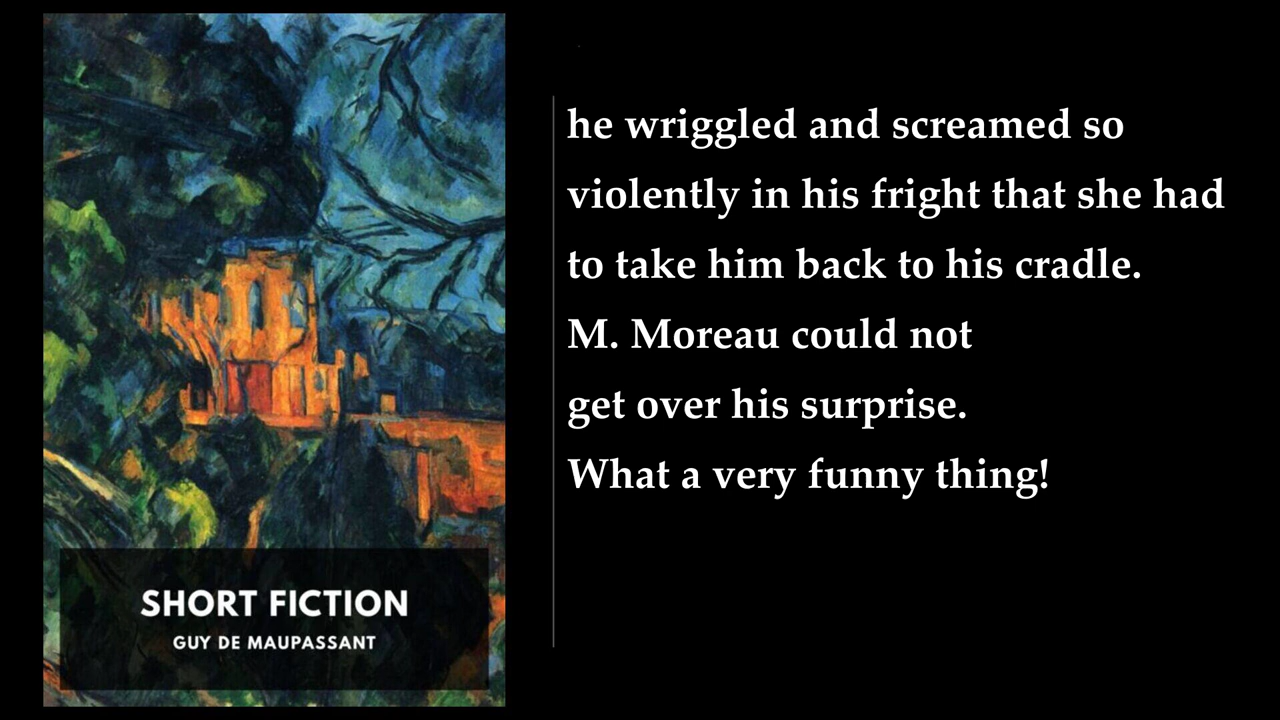 SHORT FICTION
GUY DE MAUPASSANT
he wriggled and screamed so
violently in his fright that she had
to take him back to his cradle.
M. Moreau could not
get over his surprise.
What a very funny thing!